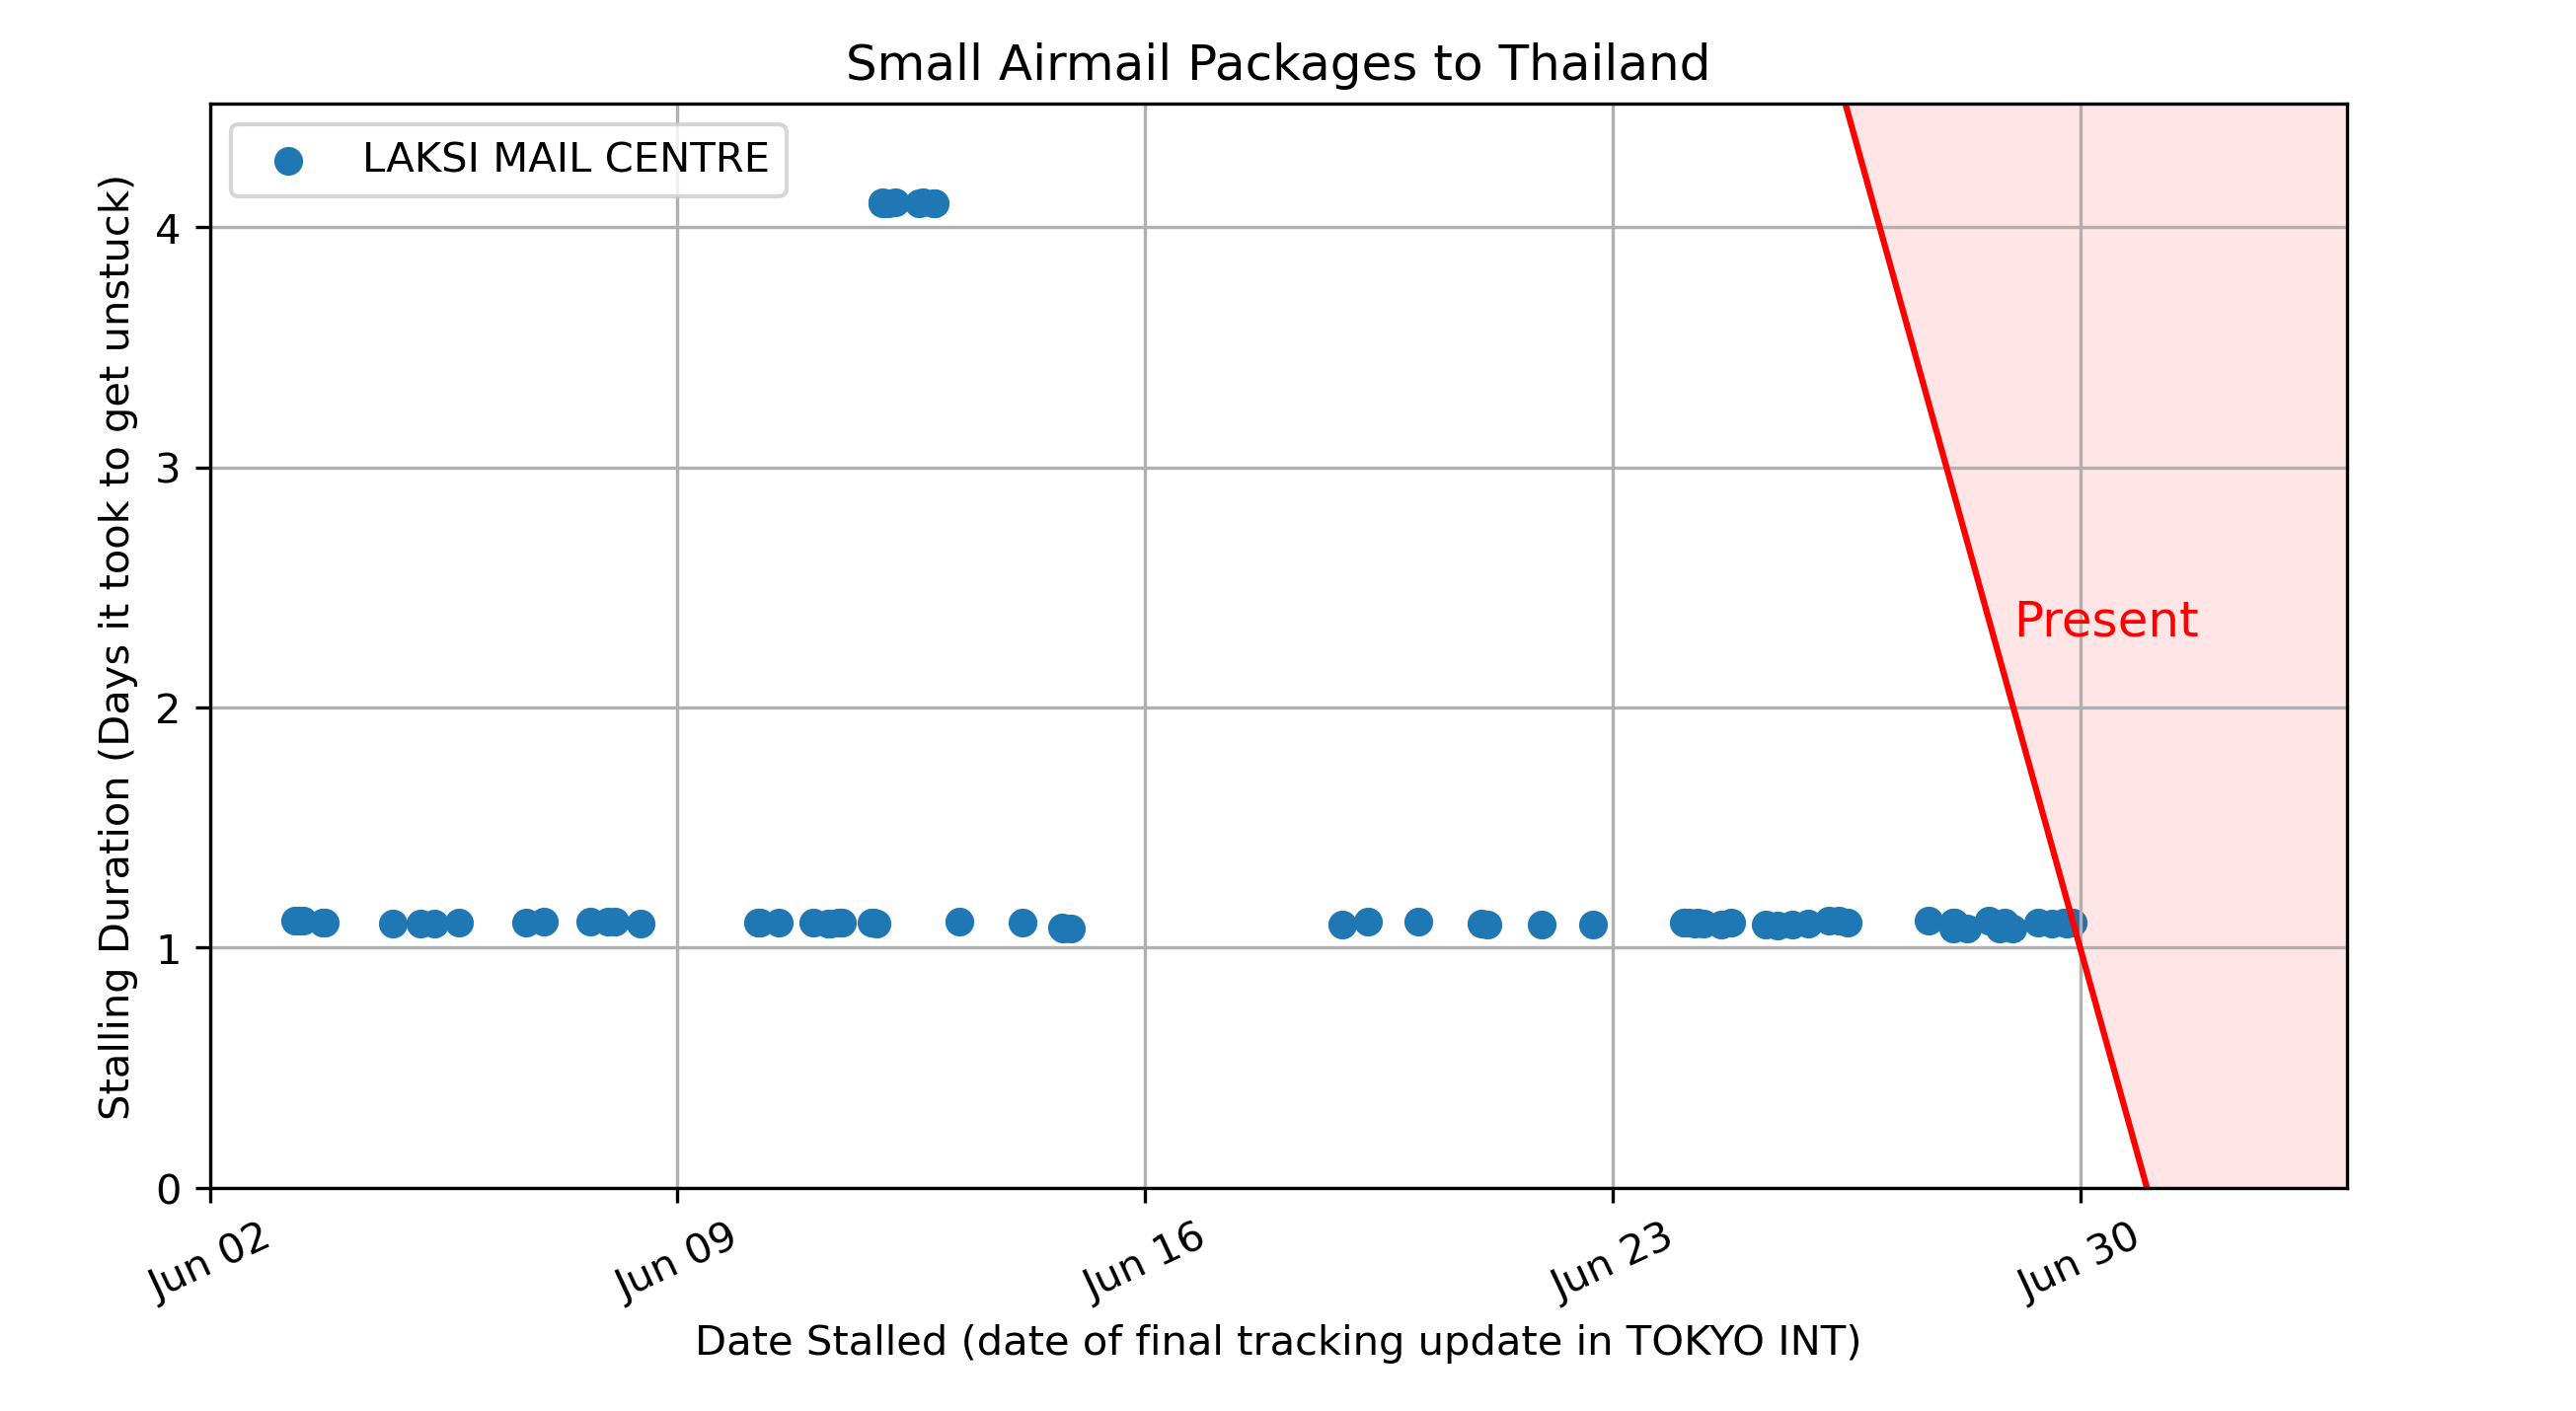 Small Airmail Packages to Thailand
LAKSI MAIL CENTRE
Stalling Duration (Days it took to get unstuck)
4
3
2
1
0
Present
Jun 02
Jun 09
Jun 16
Jun 23
Jun 30
Date Stalled (date of final tracking update in TOKYO INT)